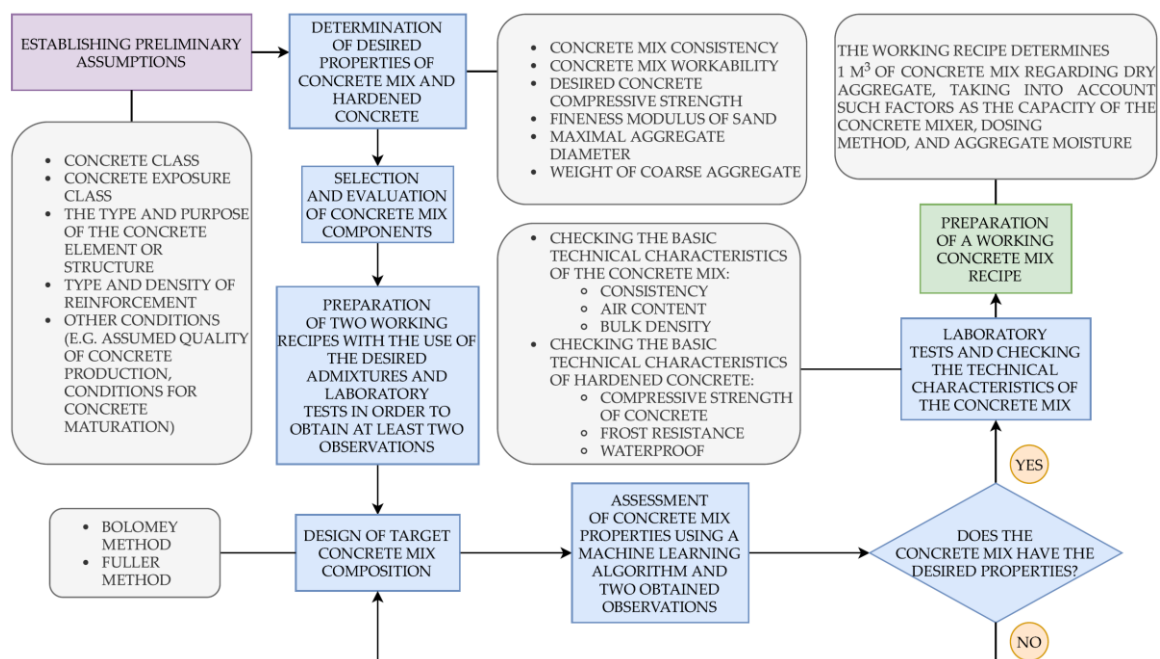 ESTABLISHING PRELIMINARY
ASSUMPTIONS
DETERMINATION
OF DESIRED
PROPERTIES OF
CONCRETE MIX AND
HARDENED
CONCRETE
• CONCRETE MIX CONSISTENCY
• CONCRETE MIX WORKABILITY
• DESIRED CONCRETE
COMPRESSIVE STRENGTH
• FINENESS MODULUS OF SAND
• MAXIMAL AGGREGATE
DIAMETER
• WEIGHT OF COARSE AGGREGATE
THE WORKING RECIPE DETERMINES
1 M³ OF CONCRETE MIX REGARDING DRY
AGGREGATE, TAKING INTO ACCOUNT
SUCH FACTORS AS THE CAPACITY OF THE
CONCRETE MIXER, DOSING
METHOD, AND AGGREGATE MOISTURE
• CONCRETE CLASS
• CONCRETE EXPOSURE
CLASS
• THE TYPE AND PURPOSE
OF THE CONCRETE
ELEMENT OR
STRUCTURE
• TYPE AND DENSITY OF
REINFORCEMENT
• OTHER CONDITIONS
(E.G. ASSUMED QUALITY
OF CONCRETE
PRODUCTION,
CONDITIONS FOR
CONCRETE
MATURATION)
SELECTION
AND EVALUATION
OF CONCRETE MIX
COMPONENTS
PREPARATION
OF TWO WORKING
RECIPES WITH THE USE OF
THE DESIRED
ADMIXTURES AND
LABORATORY
TESTS IN ORDER TO
OBTAIN AT LEAST TWO
OBSERVATIONS
• CHECKING THE BASIC
TECHNICAL CHARACTERISTICS
OF THE CONCRETE MIX:
○ CONSISTENCY
○ AIR CONTENT
○ BULK DENSITY
• CHECKING THE BASIC
TECHNICAL CHARACTERISTICS
OF HARDENED CONCRETE:
○ COMPRESSIVE STRENGTH
OF CONCRETE
○ FROST RESISTANCE
○ WATERPROOF
PREPARATION
OF A WORKING
CONCRETE MIX
RECIPE
LABORATORY
TESTS AND CHECKING
THE TECHNICAL
CHARACTERISTICS OF
THE CONCRETE MIX
YES
• BOLOMEY
METHOD
• FULLER
METHOD
DESIGN OF TARGET
CONCRETE MIX
COMPOSITION
ASSESSMENT
OF CONCRETE MIX
PROPERTIES USING A
MACHINE LEARNING
ALGORITHM AND
TWO OBTAINED
OBSERVATIONS
DOES THE
CONCRETE MIX HAVE THE
DESIRED PROPERTIES?
NO